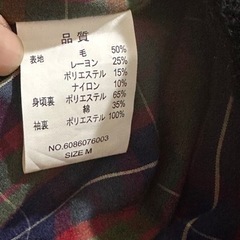 品質
表地 毛 50%
レーヨン 25%
ポリエステル 15%
ナイロン 10%
身頃裏 ポリエステル 65%
綿 35%
袖裏 ポリエステル 100%
NO.6086076003
SIZE M